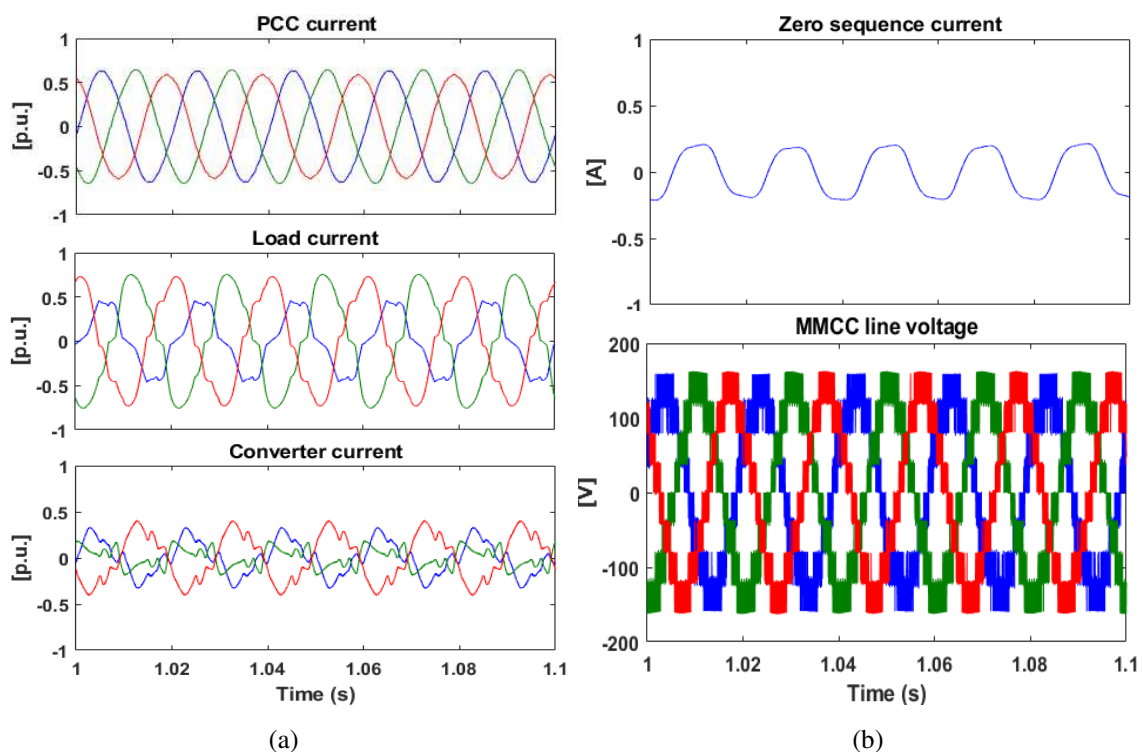 PCC current
1
0.5
0
-0.5
-1
[p.u.]
Load current
1
0.5
0
-0.5
-1
[p.u.]
Converter current
1
0.5
0
-0.5
-1
[p.u.]
1 1.02 1.04 1.06 1.08 1.1
Time (s)
(a)
Zero sequence current
1
0.5
0
-0.5
-1
[A]
MMCC line voltage
200
100
0
-100
-200
[V]
1 1.02 1.04 1.06 1.08 1.1
Time (s)
(b)